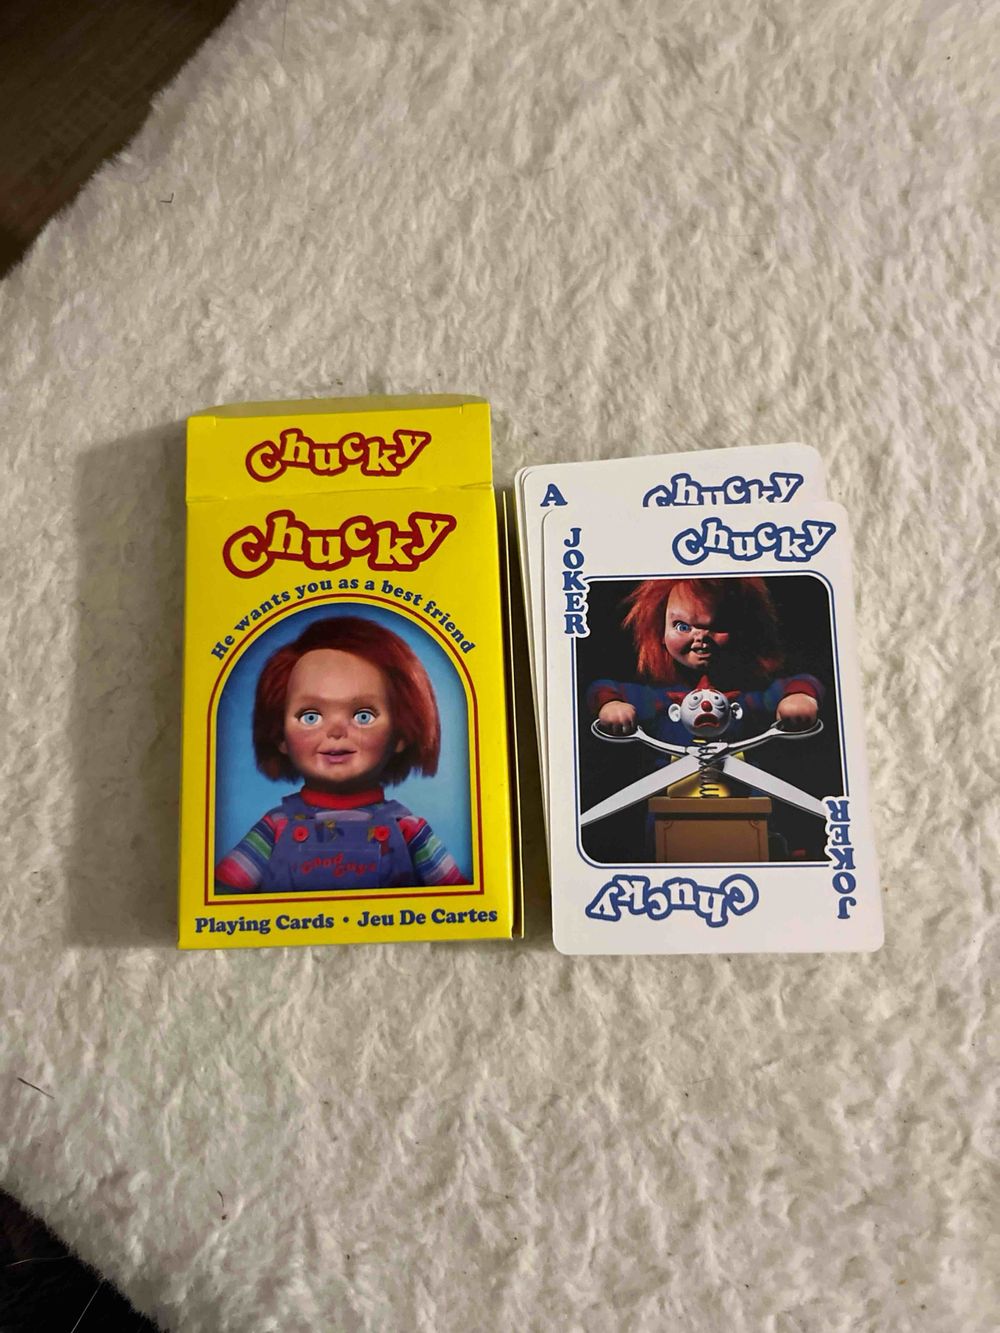 Chucky
Chucky
He wants you as a best friend
Good
Guys
Playing Cards • Jeu De Cartes
A
Chucky
JOKER
Chucky
JOKER
Chucky